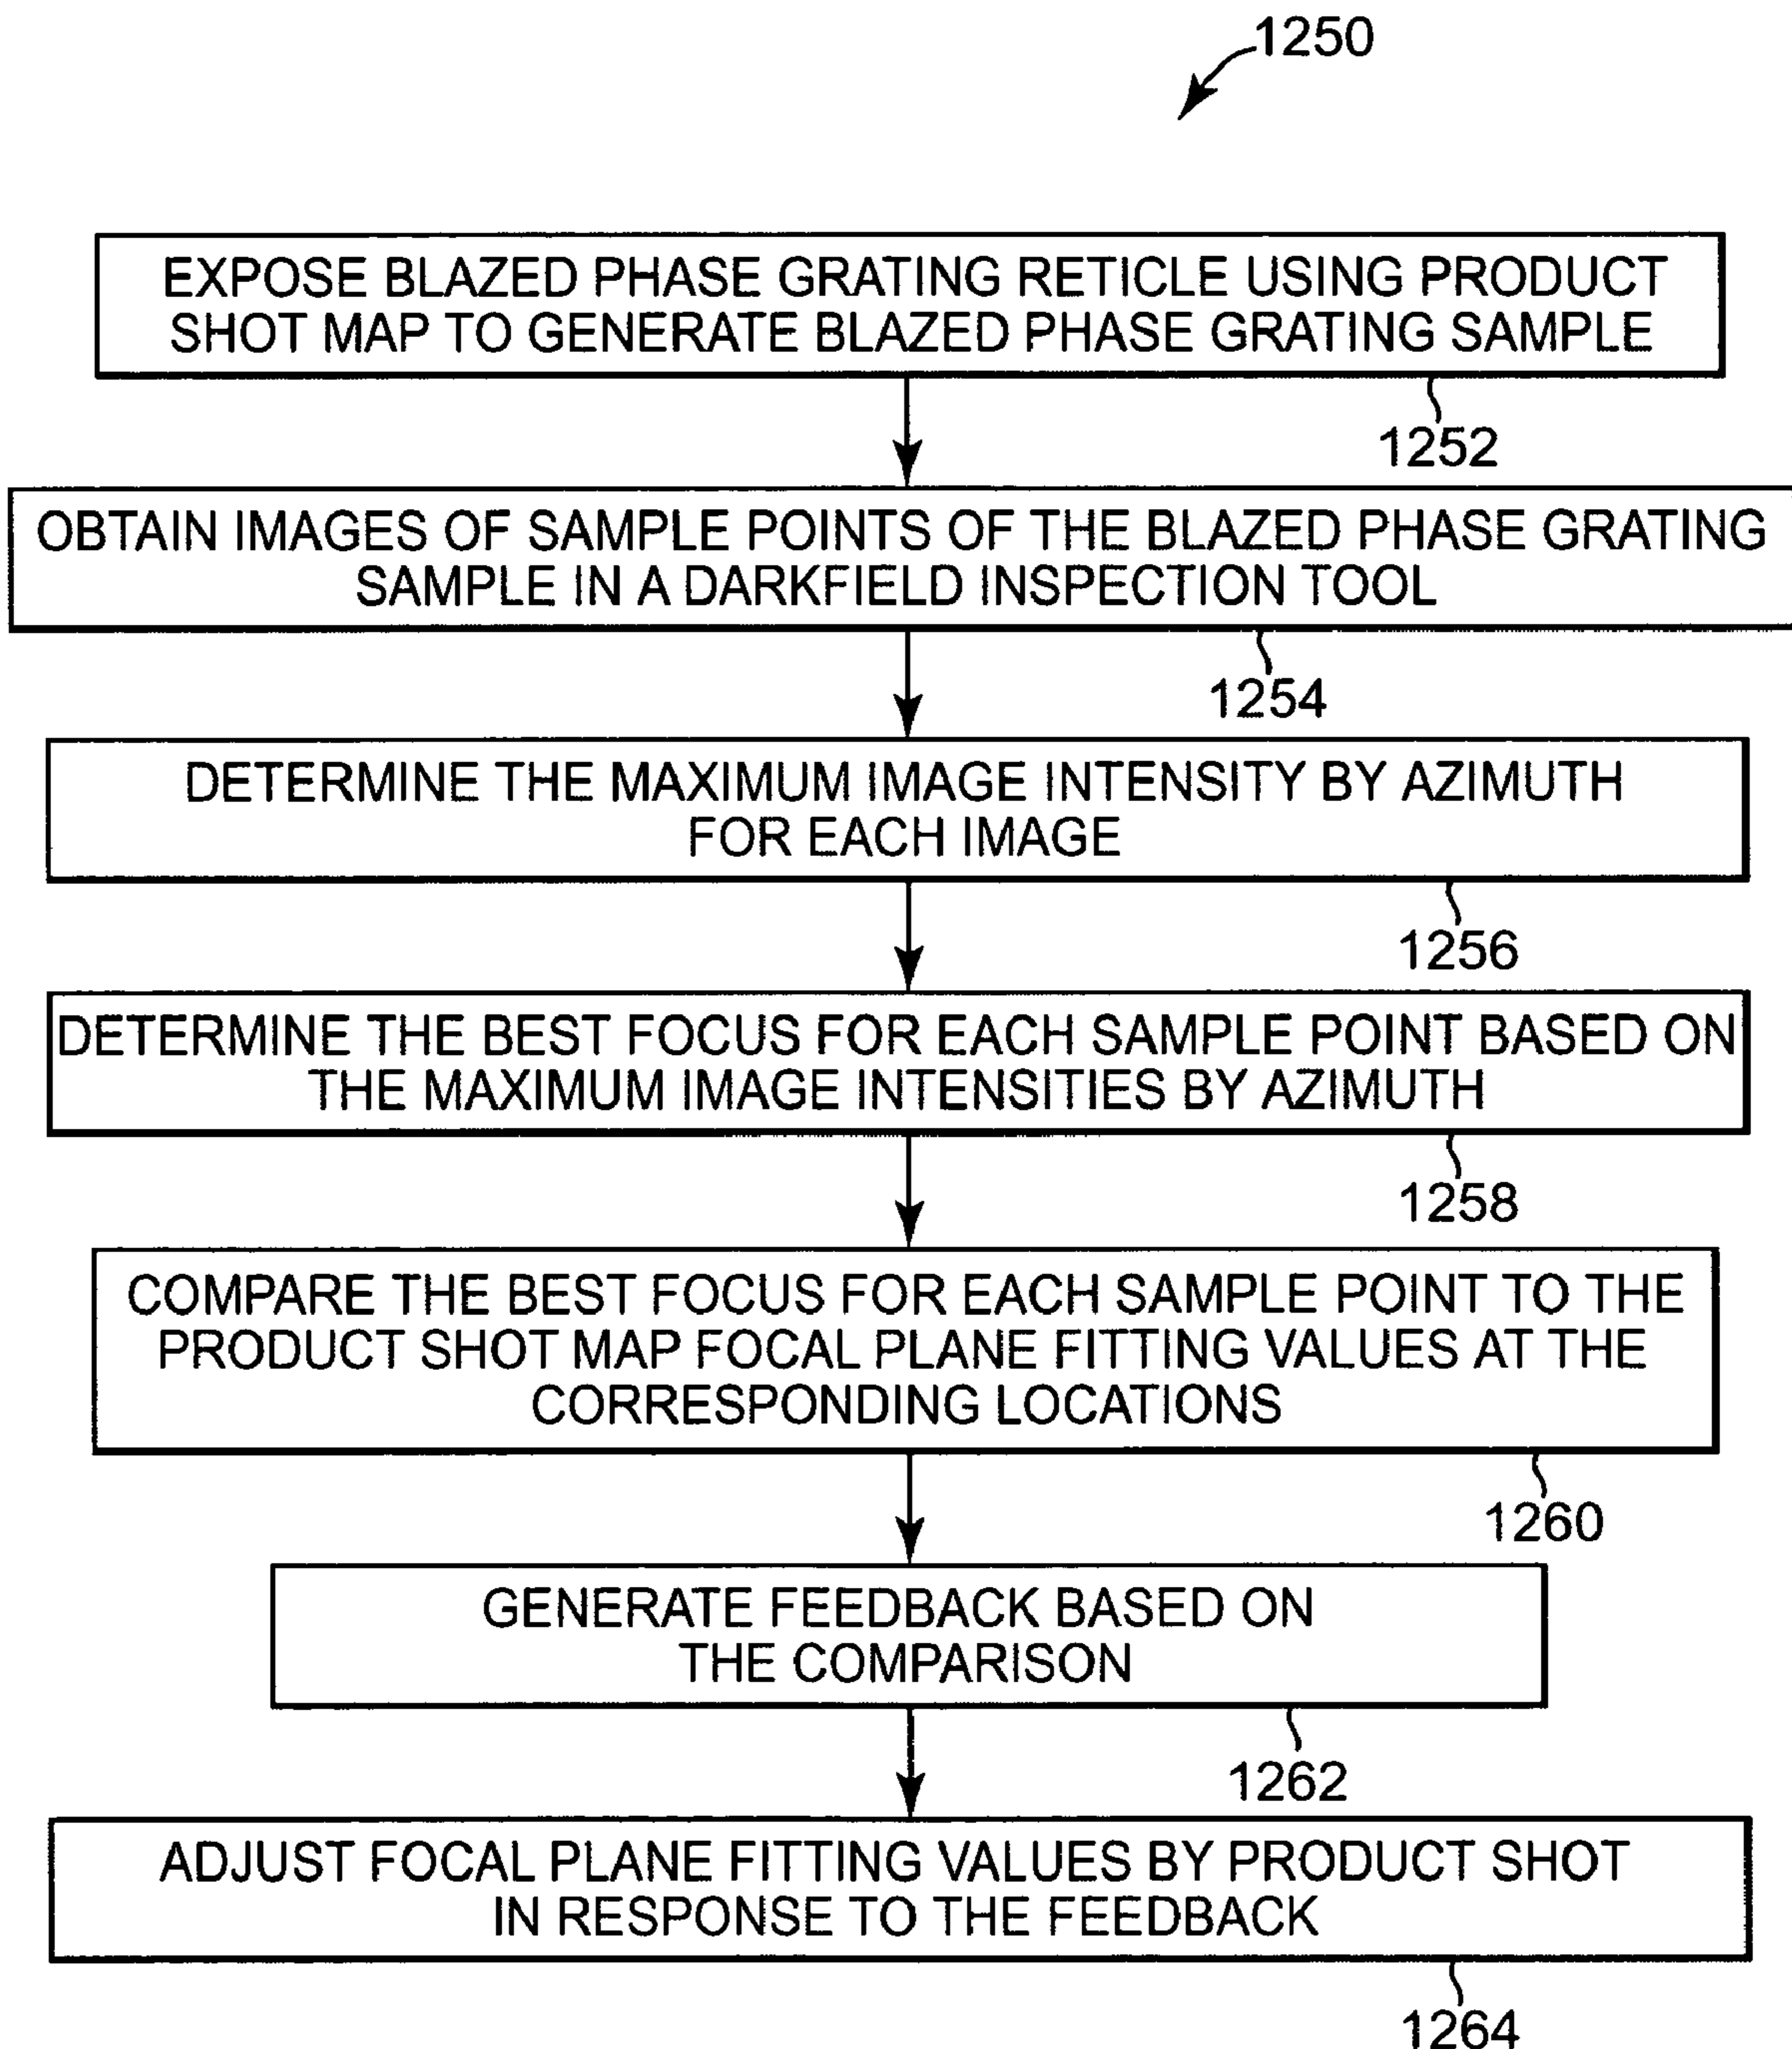 1250
EXPOSE BLAZED PHASE GRATING RETICLE USING PRODUCT
SHOT MAP TO GENERATE BLAZED PHASE GRATING SAMPLE
1252
OBTAIN IMAGES OF SAMPLE POINTS OF THE BLAZED PHASE GRATING
SAMPLE IN A DARKFIELD INSPECTION TOOL
1254
DETERMINE THE MAXIMUM IMAGE INTENSITY BY AZIMUTH
FOR EACH IMAGE
1256
DETERMINE THE BEST FOCUS FOR EACH SAMPLE POINT BASED ON
THE MAXIMUM IMAGE INTENSITIES BY AZIMUTH
1258
COMPARE THE BEST FOCUS FOR EACH SAMPLE POINT TO THE
PRODUCT SHOT MAP FOCAL PLANE FITTING VALUES AT THE
CORRESPONDING LOCATIONS
1260
GENERATE FEEDBACK BASED ON
THE COMPARISON
1262
ADJUST FOCAL PLANE FITTING VALUES BY PRODUCT SHOT
IN RESPONSE TO THE FEEDBACK
1264